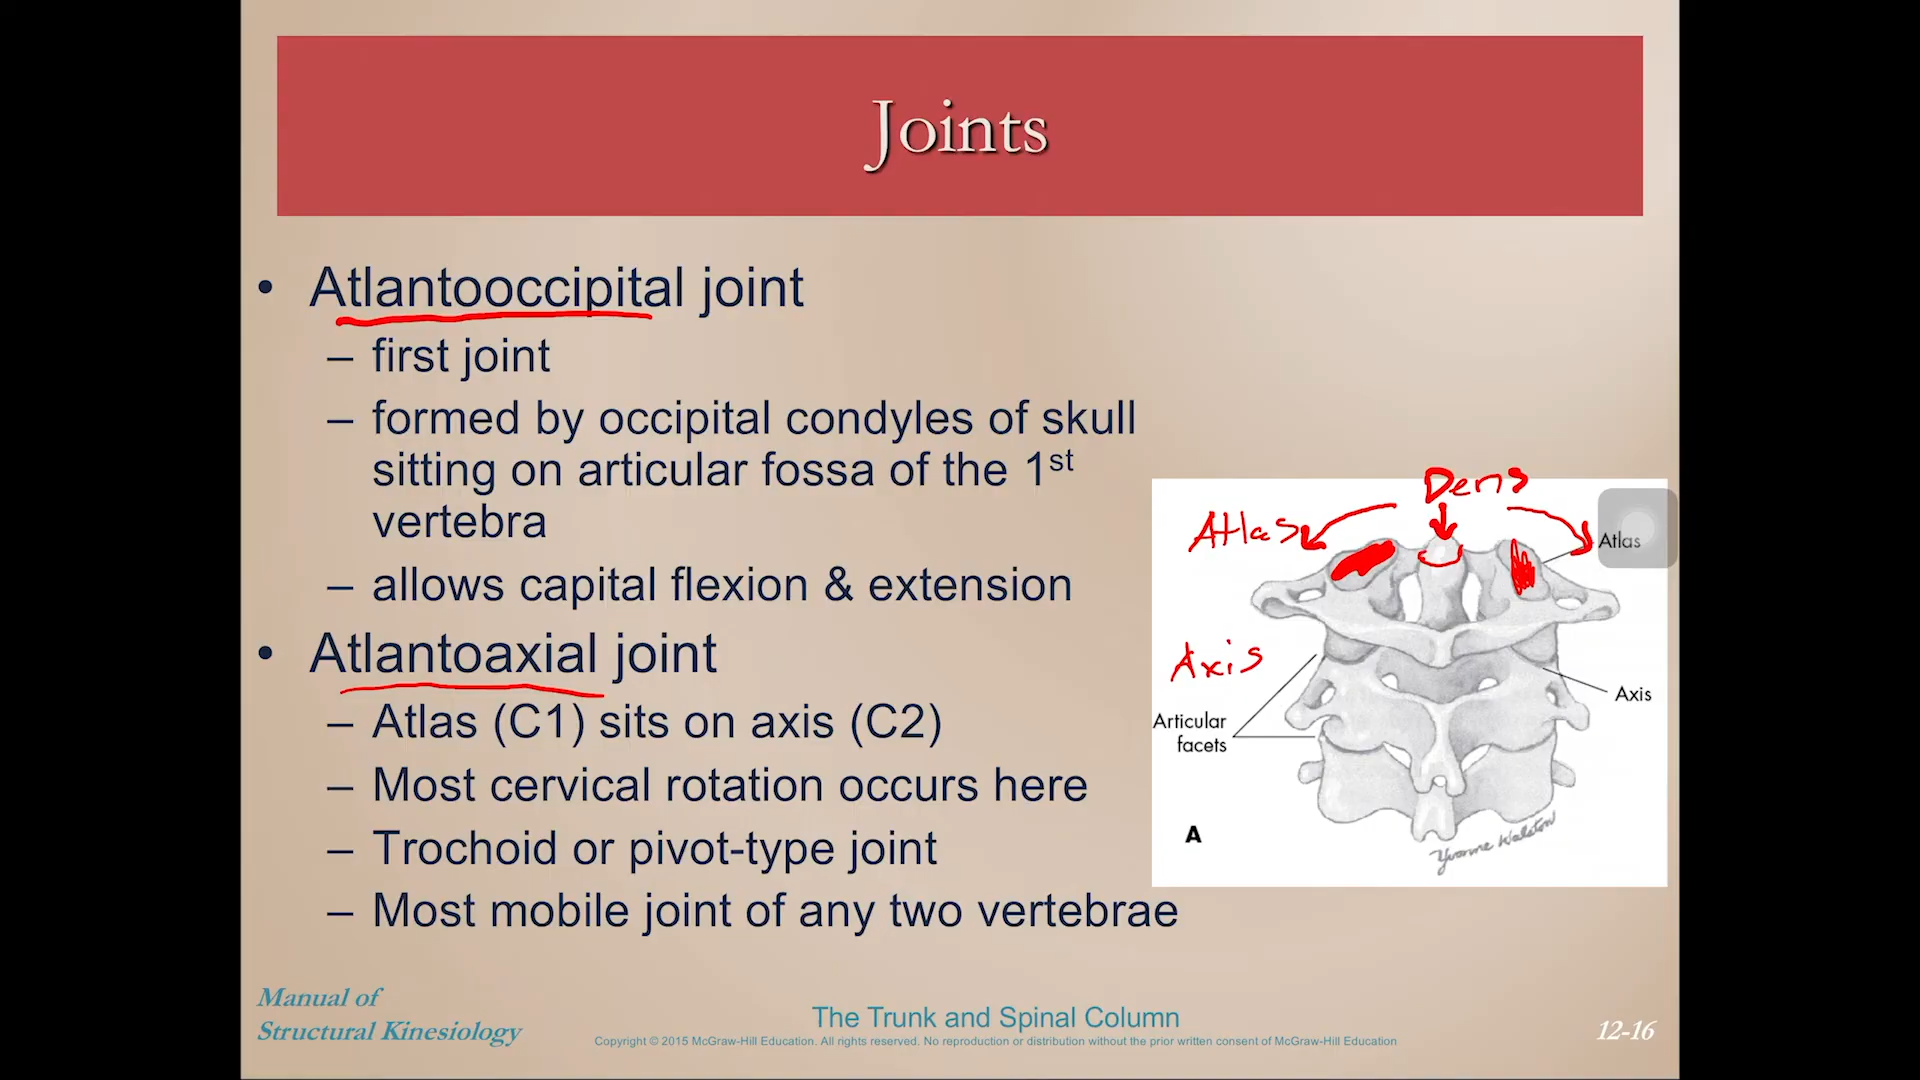 Joints
• Atlantooccipital joint
– first joint
– formed by occipital condyles of skull
sitting on articular fossa of the 1st
vertebra
– allows capital flexion & extension
• Atlantoaxial joint
– Atlas (C1) sits on axis (C2)
– Most cervical rotation occurs here
– Trochoid or pivot-type joint
– Most mobile joint of any two vertebrae
Dens
Atlas
Atlas
Axis
Axis
Articular
facets
A
Yvonne Walston
Manual of
Structural Kinesiology
The Trunk and Spinal Column
Copyright © 2015 McGraw-Hill Education. All rights reserved. No reproduction or distribution without the prior written consent of McGraw-Hill Education
12-16